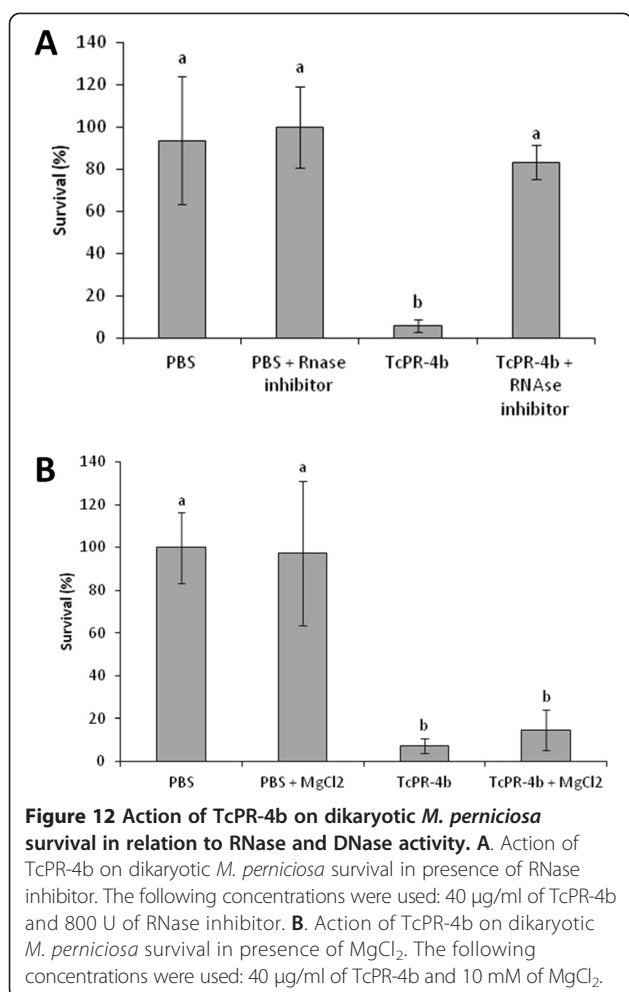 A
140
120
100
80
60
40
20
0
Survival (%)
a
a
b
a
PBS
PBS + Rnase
inhibitor
TcPR-4b
TcPR-4b +
RNAse
inhibitor
B
140
120
100
80
60
40
20
0
Survival (%)
a
a
b
b
PBS
PBS + MgCl2
TcPR-4b
TcPR-4b + MgCl2
Figure 12 Action of TcPR-4b on dikaryotic M. perniciosa
survival in relation to RNase and DNase activity. A. Action of
TcPR-4b on dikaryotic M. perniciosa survival in presence of RNase
inhibitor. The following concentrations were used: 40 μg/ml of TcPR-4b
and 800 U of RNase inhibitor. B. Action of TcPR-4b on dikaryotic
M. perniciosa survival in presence of MgCl₂. The following
concentrations were used: 40 μg/ml of TcPR-4b and 10 mM of MgCl₂.